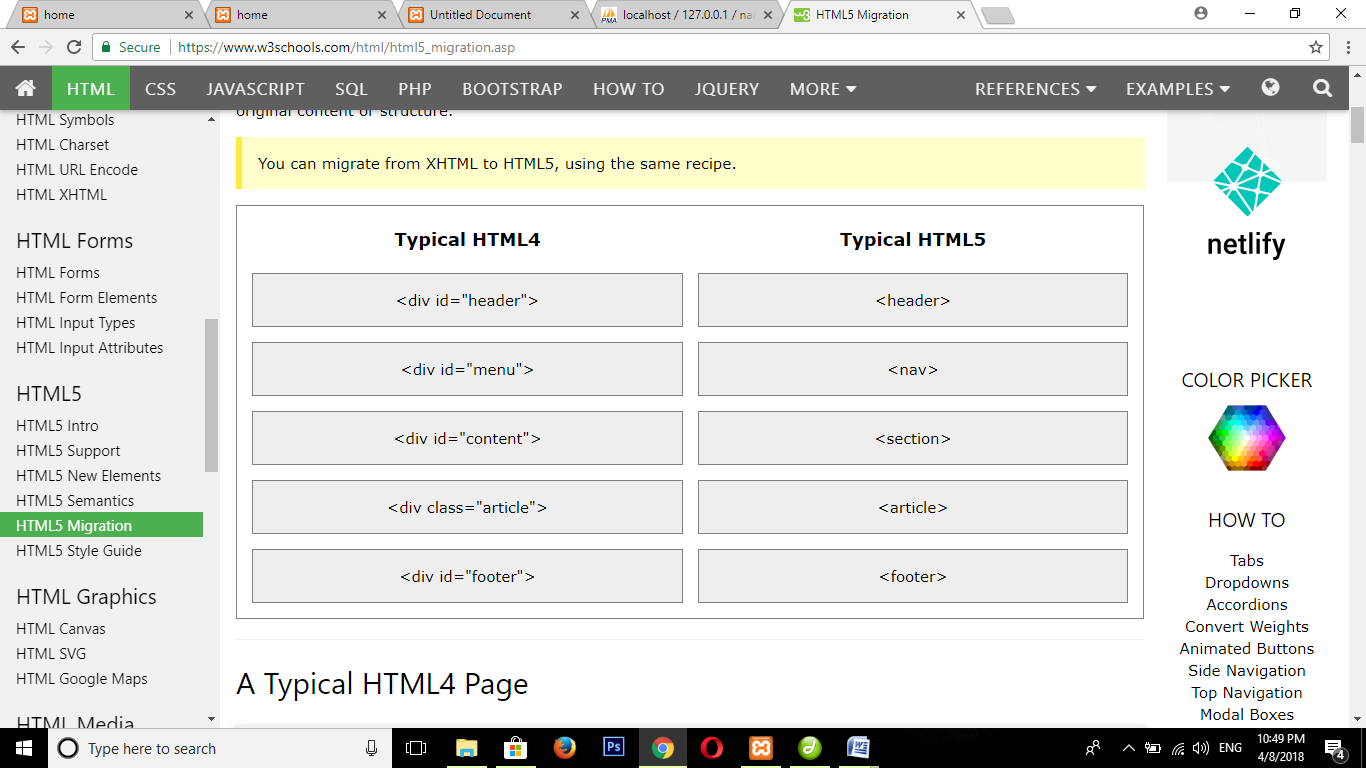 home
home
Untitled Document
localhost / 127.0.0.1 / na
HTML5 Migration
Secure
https://www.w3schools.com/html/html5_migration.asp
HTML CSS JAVASCRIPT SQL PHP BOOTSTRAP HOW TO JQUERY MORE REFERENCES EXAMPLES
HTML Symbols
HTML Charset
HTML URL Encode
HTML XHTML
HTML Forms
HTML Forms
HTML Form Elements
HTML Input Types
HTML Input Attributes
HTML5
HTML5 Intro
HTML5 Support
HTML5 New Elements
HTML5 Semantics
HTML5 Migration
HTML5 Style Guide
HTML Graphics
HTML Canvas
HTML SVG
HTML Google Maps
HTML Media
original content or structure.
You can migrate from XHTML to HTML5, using the same recipe.
Typical HTML4 Typical HTML5
<div id="header"> <header>
<div id="menu"> <nav>
<div id="content"> <section>
<div class="article"> <article>
<div id="footer"> <footer>
A Typical HTML4 Page
netlify
COLOR PICKER
HOW TO
Tabs
Dropdowns
Accordions
Convert Weights
Animated Buttons
Side Navigation
Top Navigation
Modal Boxes
Type here to search
Ps
W
ENG
10:49 PM
4/8/2018
4